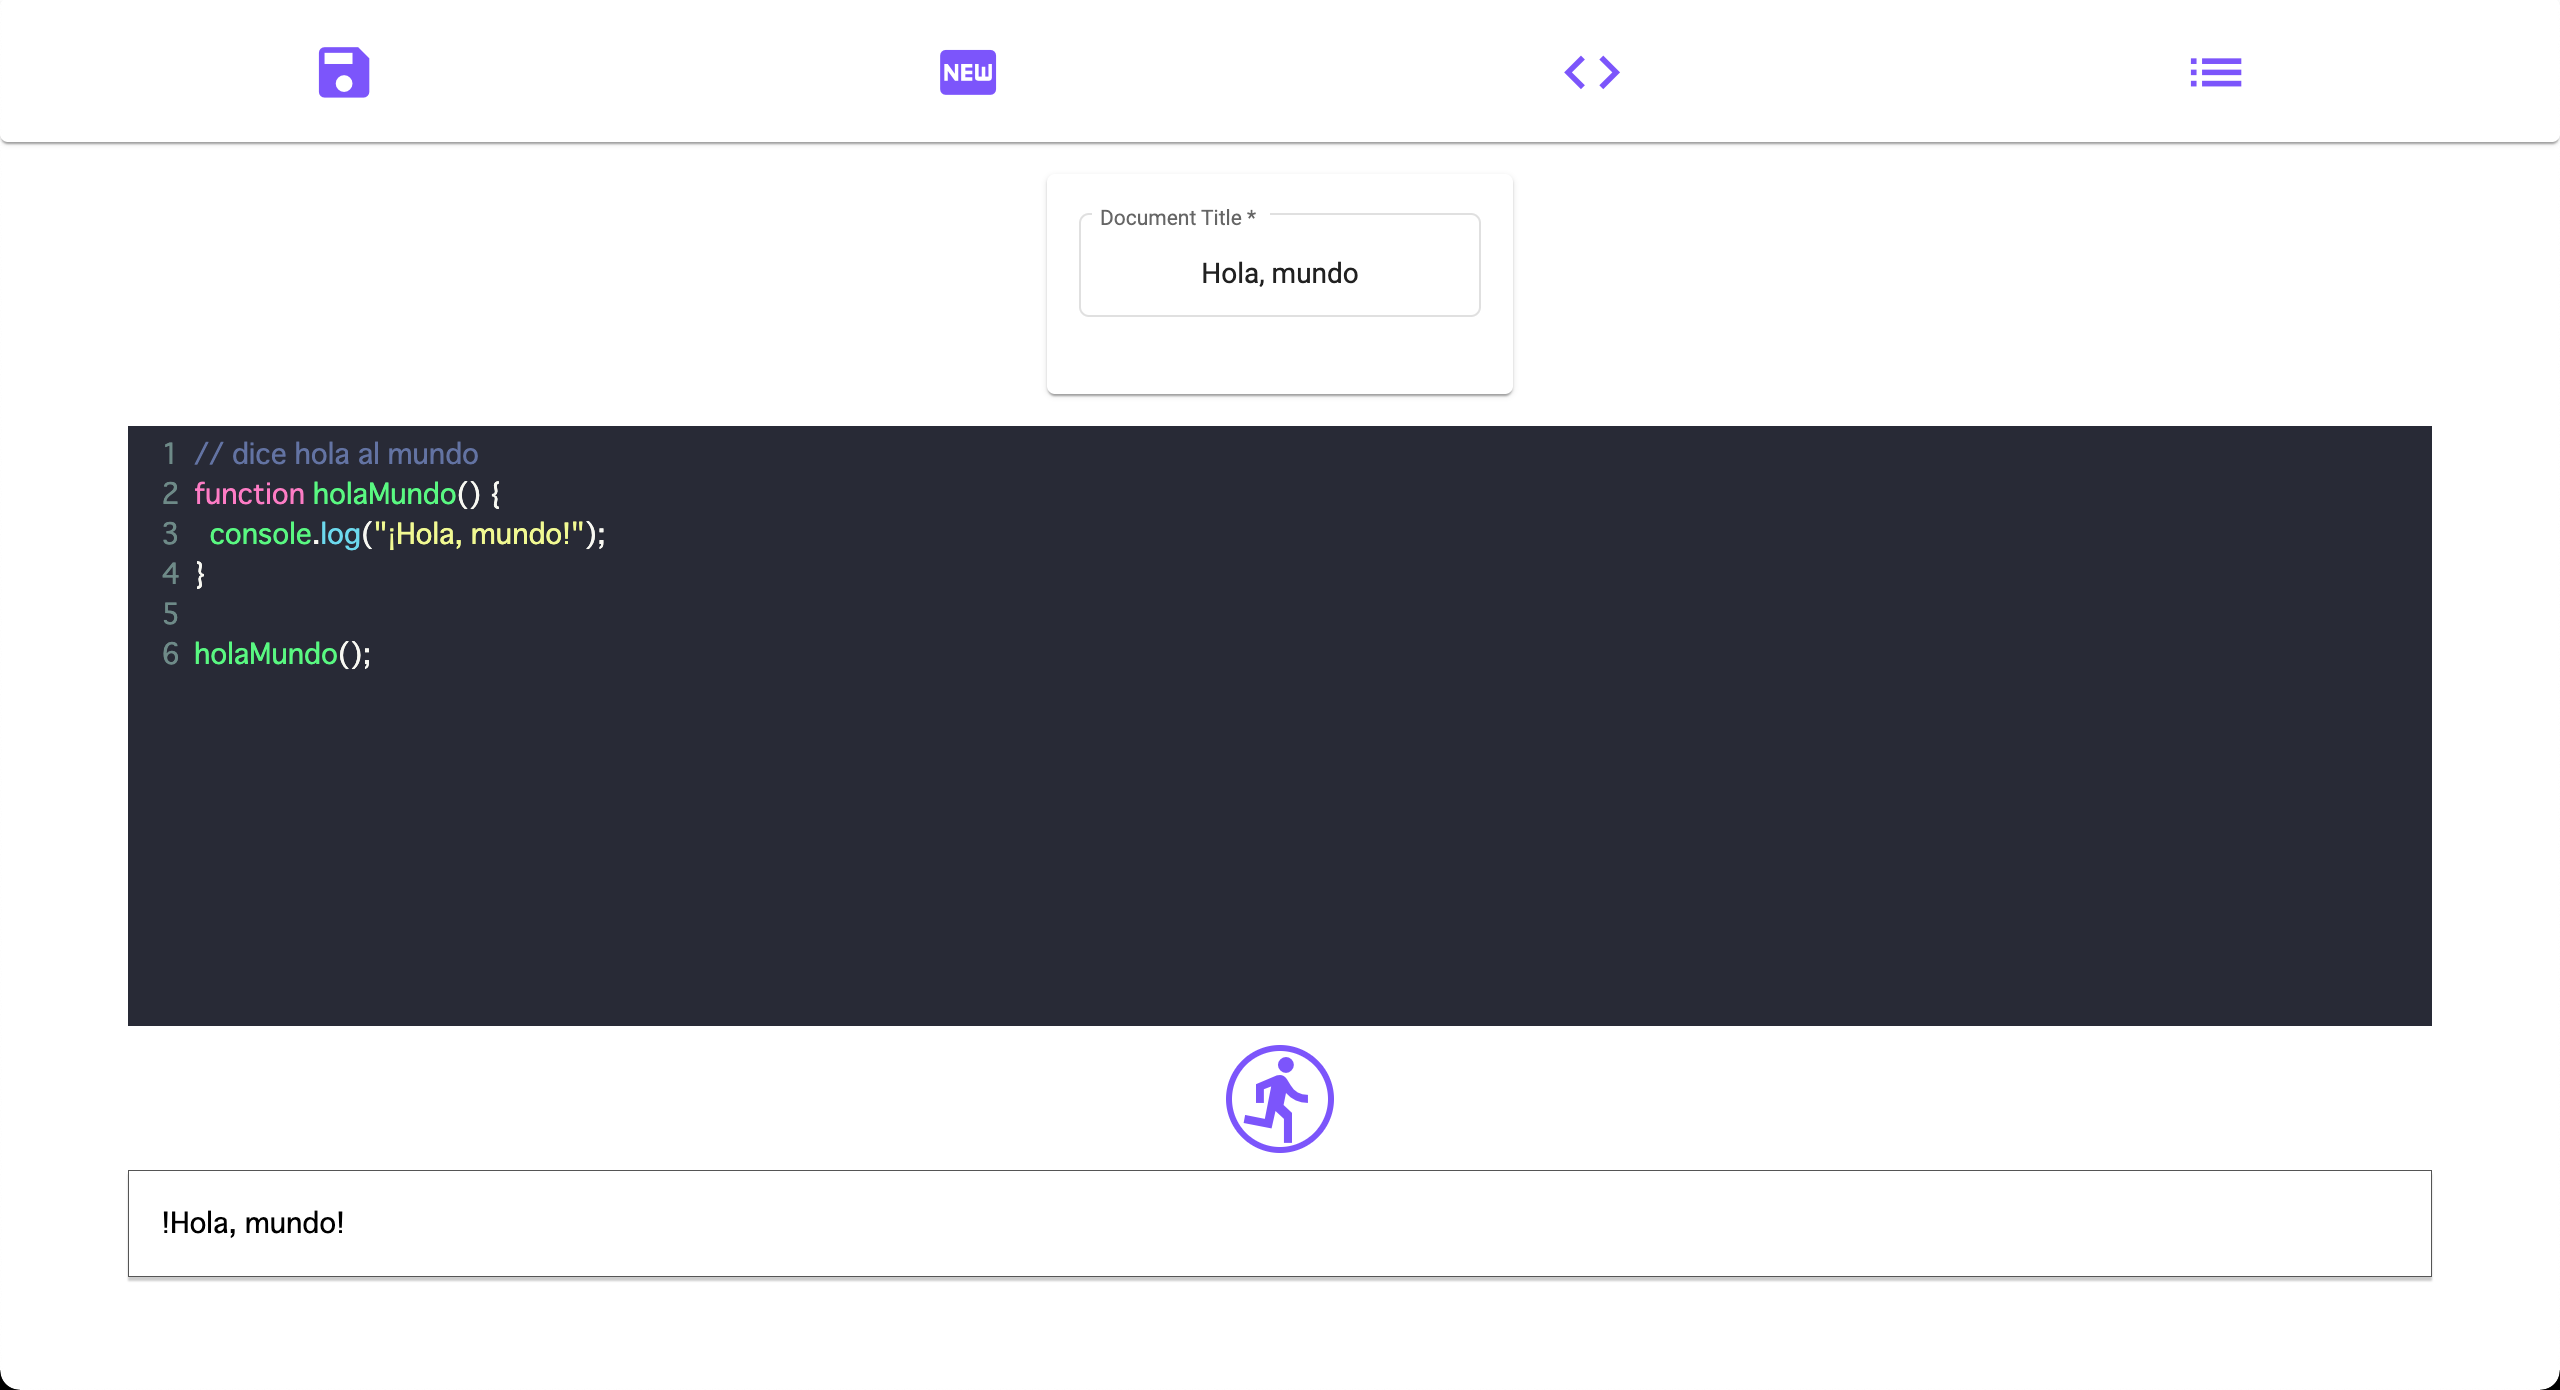 NEW
Document Title *
Hola, mundo
1 // dice hola al mundo
2 function holaMundo() {
3   console.log("¡Hola, mundo!");
4 }
5
6 holaMundo();
!Hola, mundo!